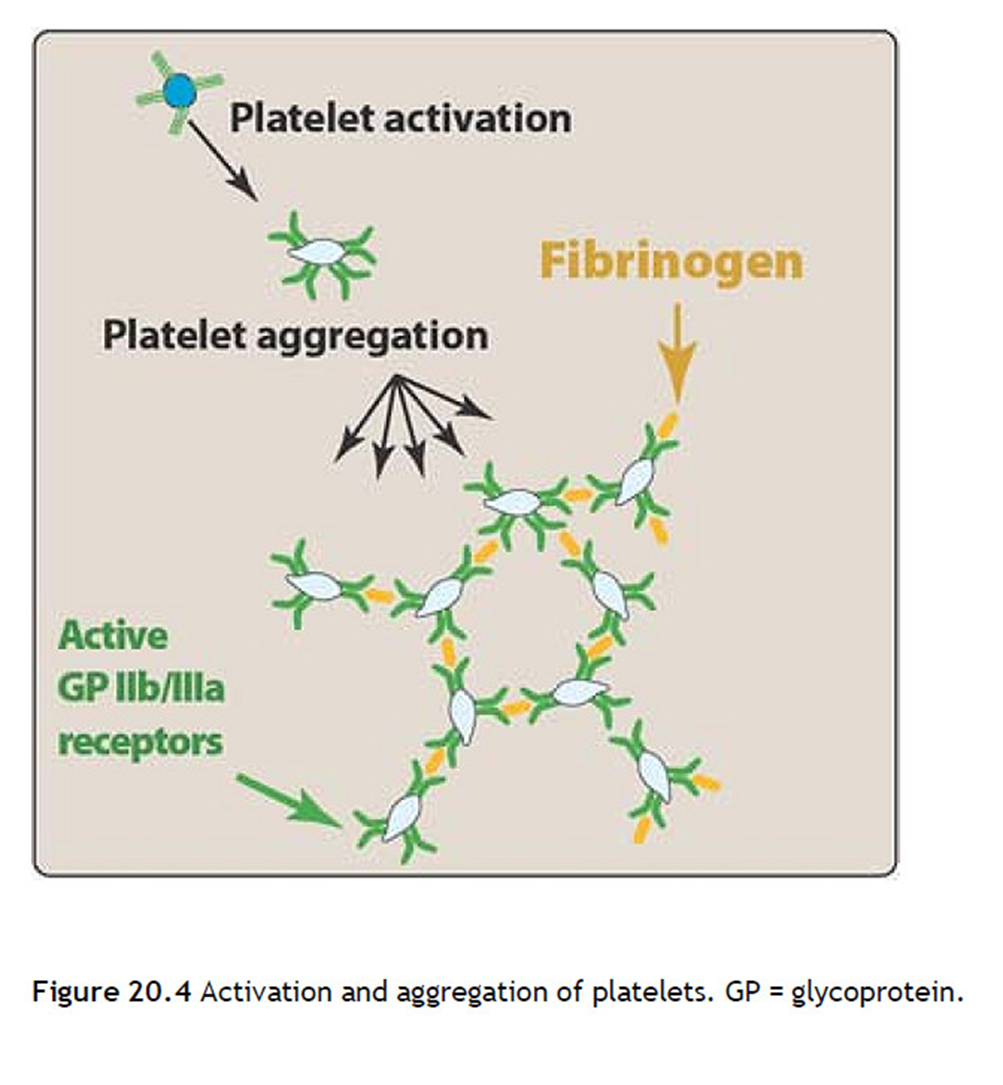 Platelet activation
Fibrinogen
Platelet aggregation
Active
GP IIb/IIIa
receptors
Figure 20.4 Activation and aggregation of platelets. GP = glycoprotein.